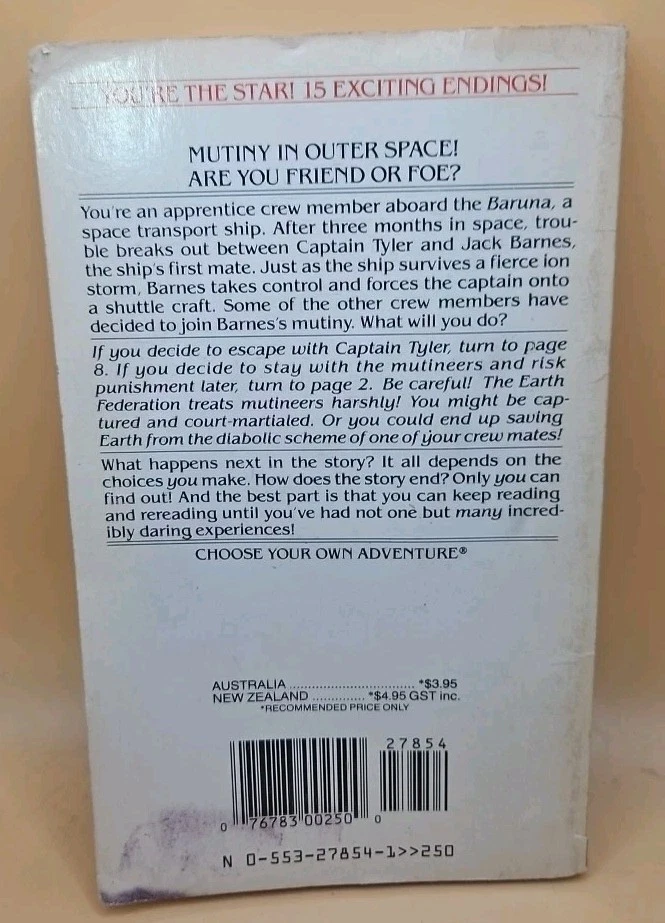 YOU'RE THE STAR! 15 EXCITING ENDINGS!
MUTINY IN OUTER SPACE!
ARE YOU FRIEND OR FOE?
You're an apprentice crew member aboard the Baruna, a
space transport ship. After three months in space, trou-
ble breaks out between Captain Tyler and Jack Barnes,
the ship's first mate. Just as the ship survives a fierce ion
storm, Barnes takes control and forces the captain onto
a shuttle craft. Some of the other crew members have
decided to join Barnes's mutiny. What will you do?
If you decide to escape with Captain Tyler, turn to page
8. If you decide to stay with the mutineers and risk
punishment later, turn to page 2. Be careful! The Earth
Federation treats mutineers harshly! You might be cap-
tured and court-martialed. Or you could end up saving
Earth from the diabolic scheme of one of your crew mates!
What happens next in the story? It all depends on the
choices you make. How does the story end? Only you can
find out! And the best part is that you can keep reading
and rereading until you've had not one but many incred-
ibly daring experiences!
CHOOSE YOUR OWN ADVENTURE®
AUSTRALIA .............................. *$3.95
NEW ZEALAND .............. *$4.95 GST inc.
*RECOMMENDED PRICE ONLY
27854
0 76783 00250 0
N 0-553-27854-1>>250